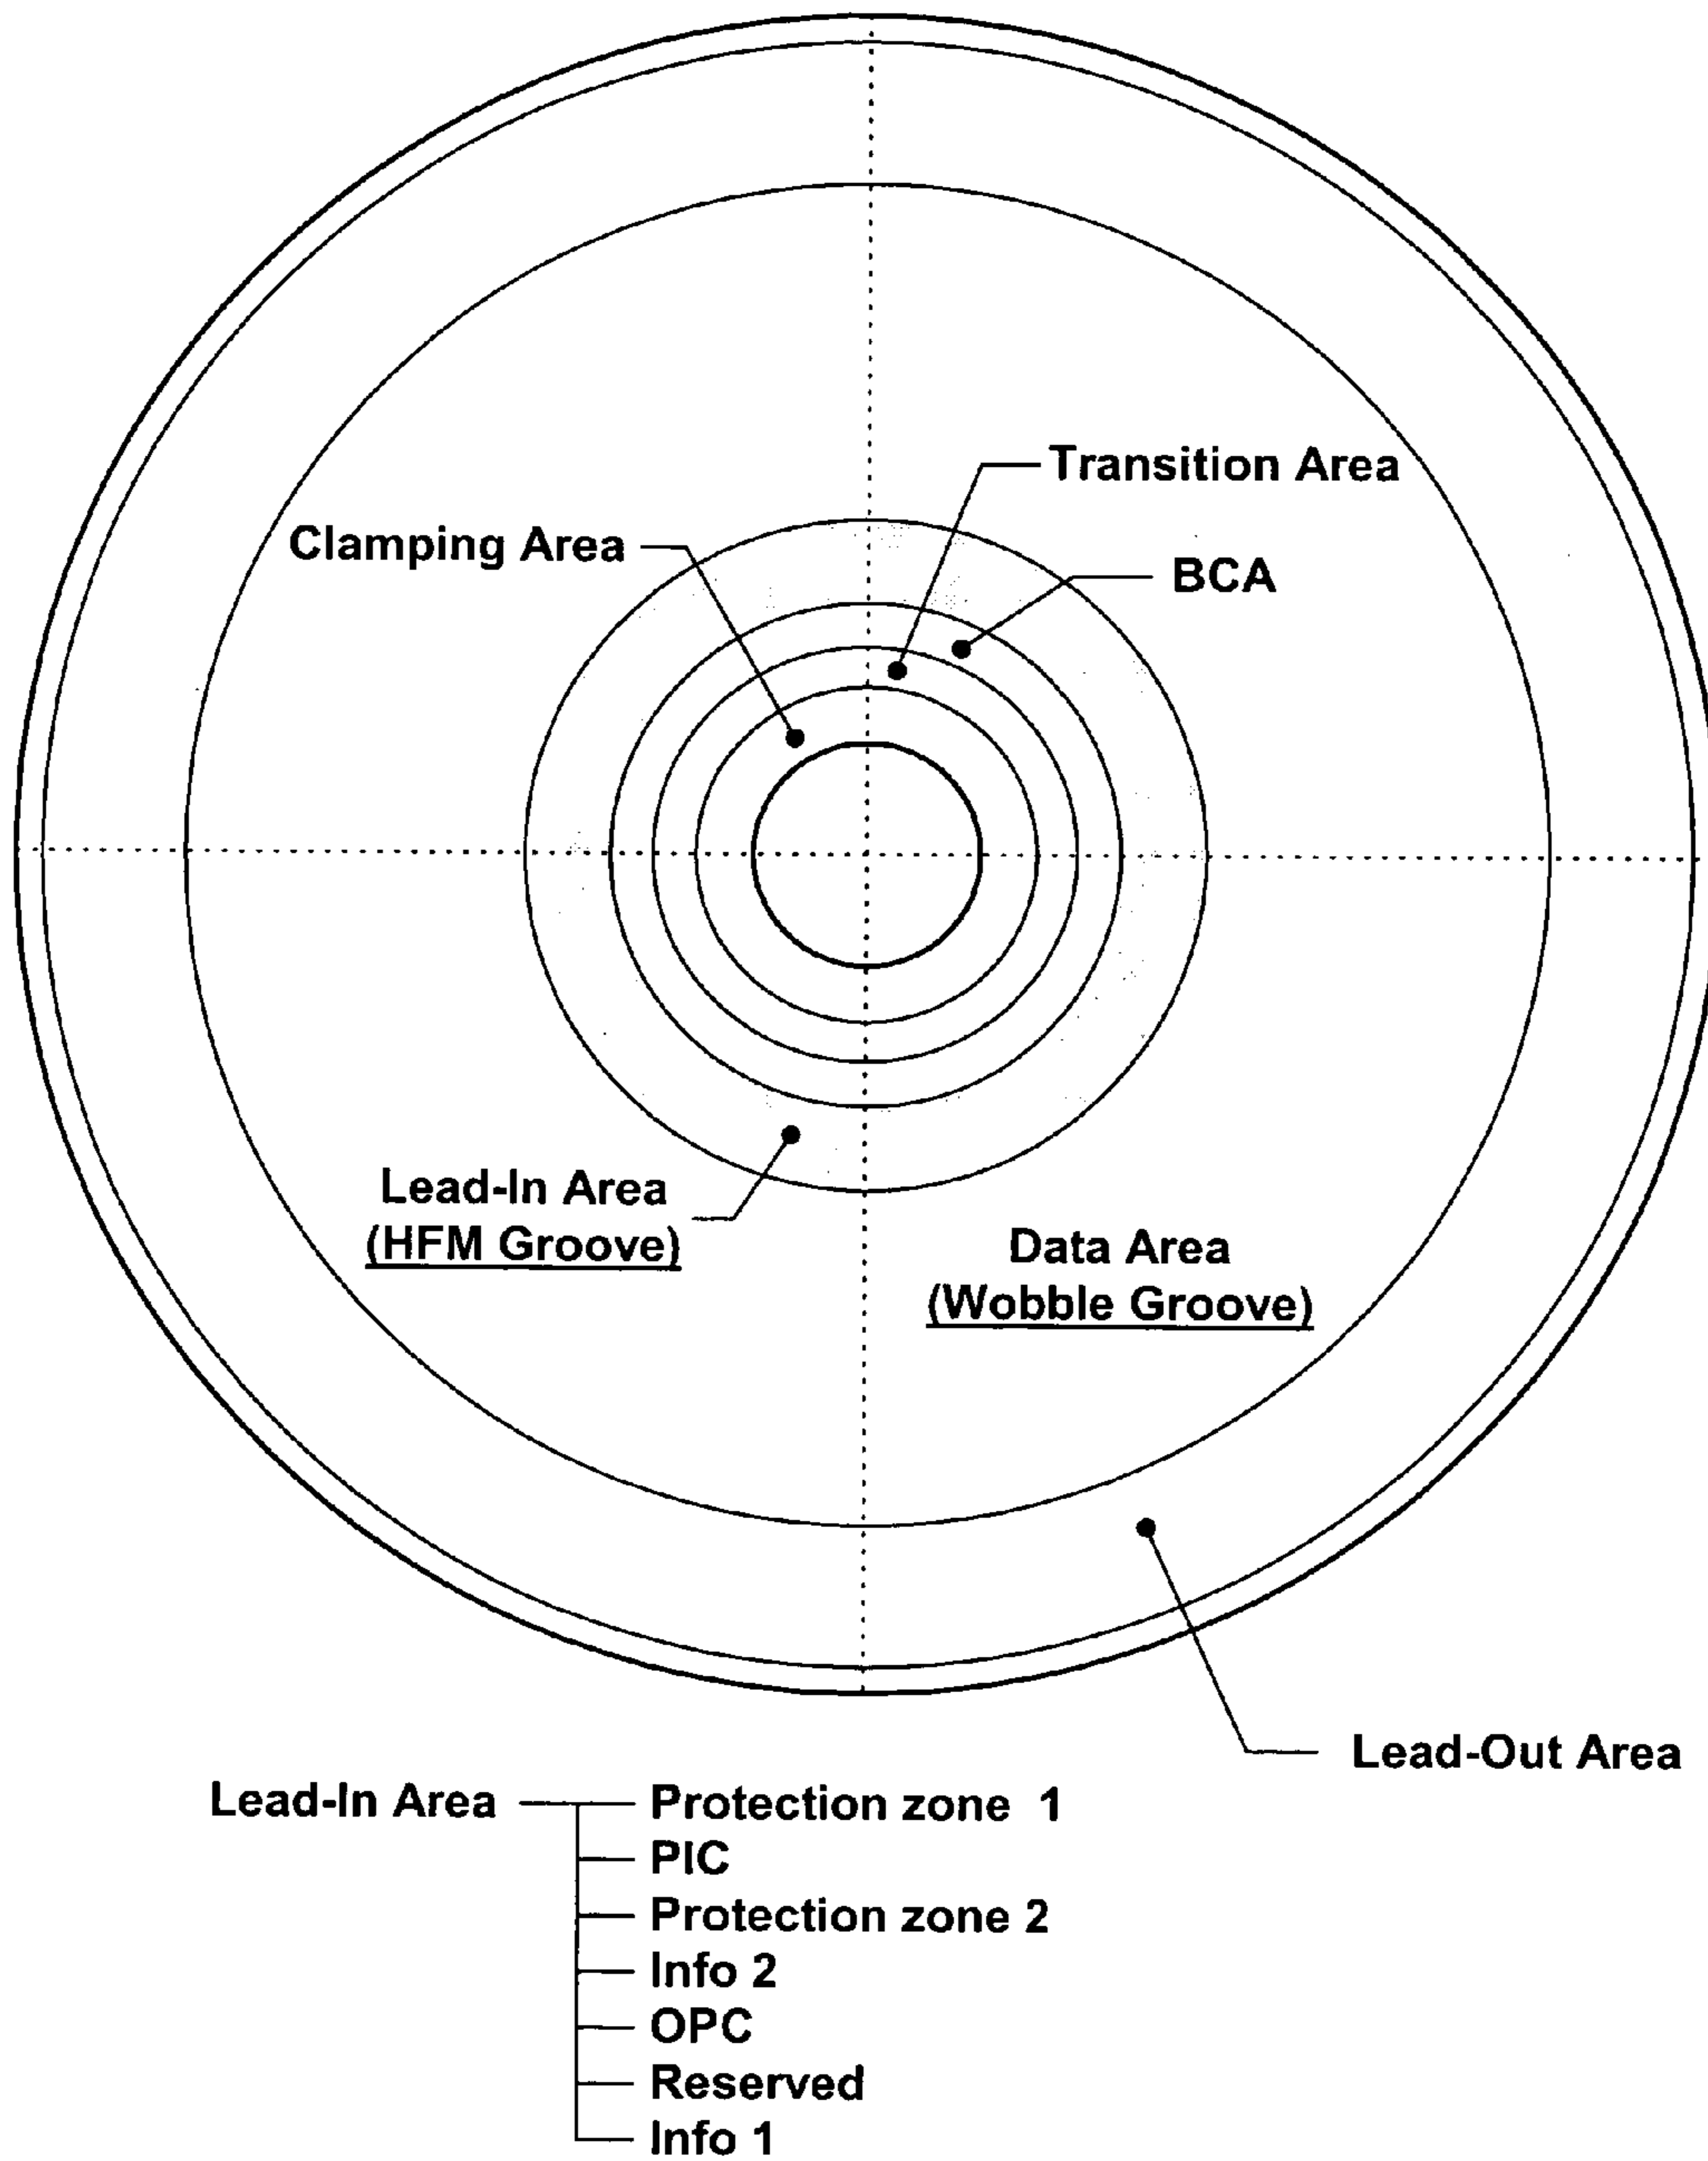 Transition Area
Clamping Area
BCA
Lead-In Area
(HFM Groove)
Data Area
(Wobble Groove)
Lead-Out Area
Lead-In Area
Protection zone 1
PIC
Protection zone 2
Info 2
OPC
Reserved
Info 1